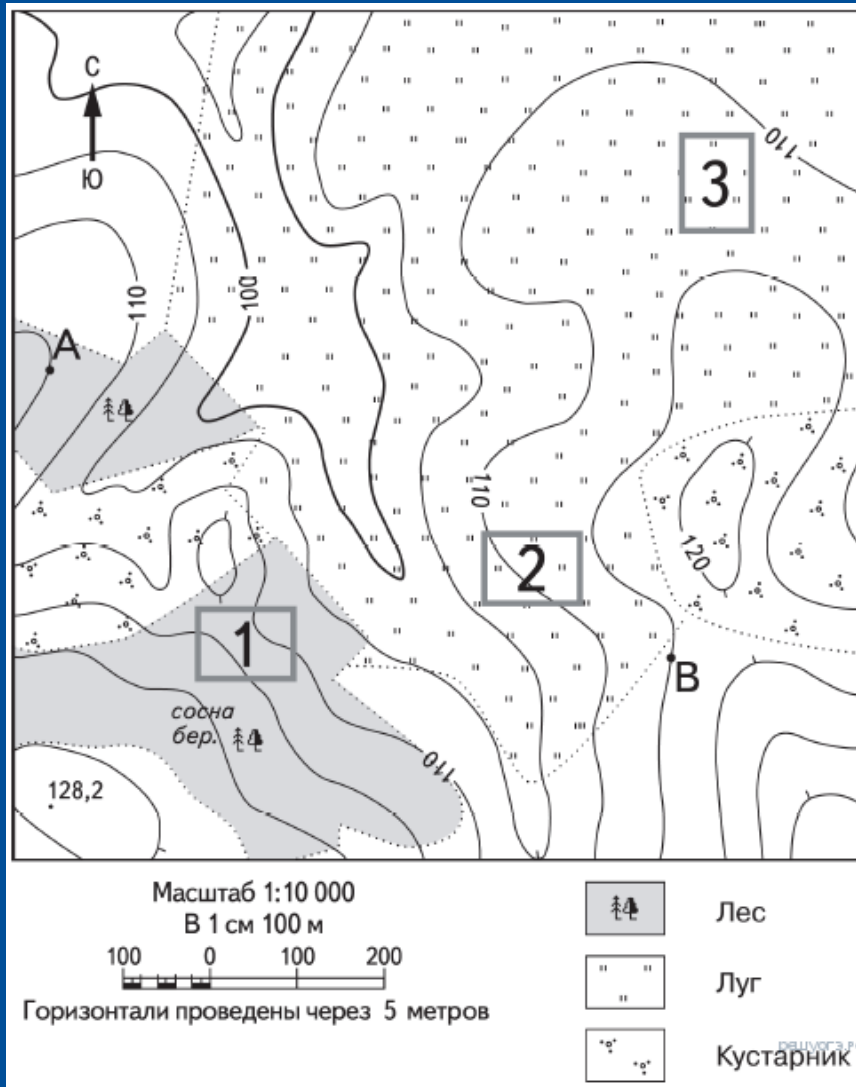 С
Ю
110
3
110
100
А
110
120
2
1
В
сосна
бер.
110
128,2
Масштаб 1:10 000
В 1 см 100 м
100 0 100 200
Горизонтали проведены через 5 метров
Лес
Луг
Кустарник